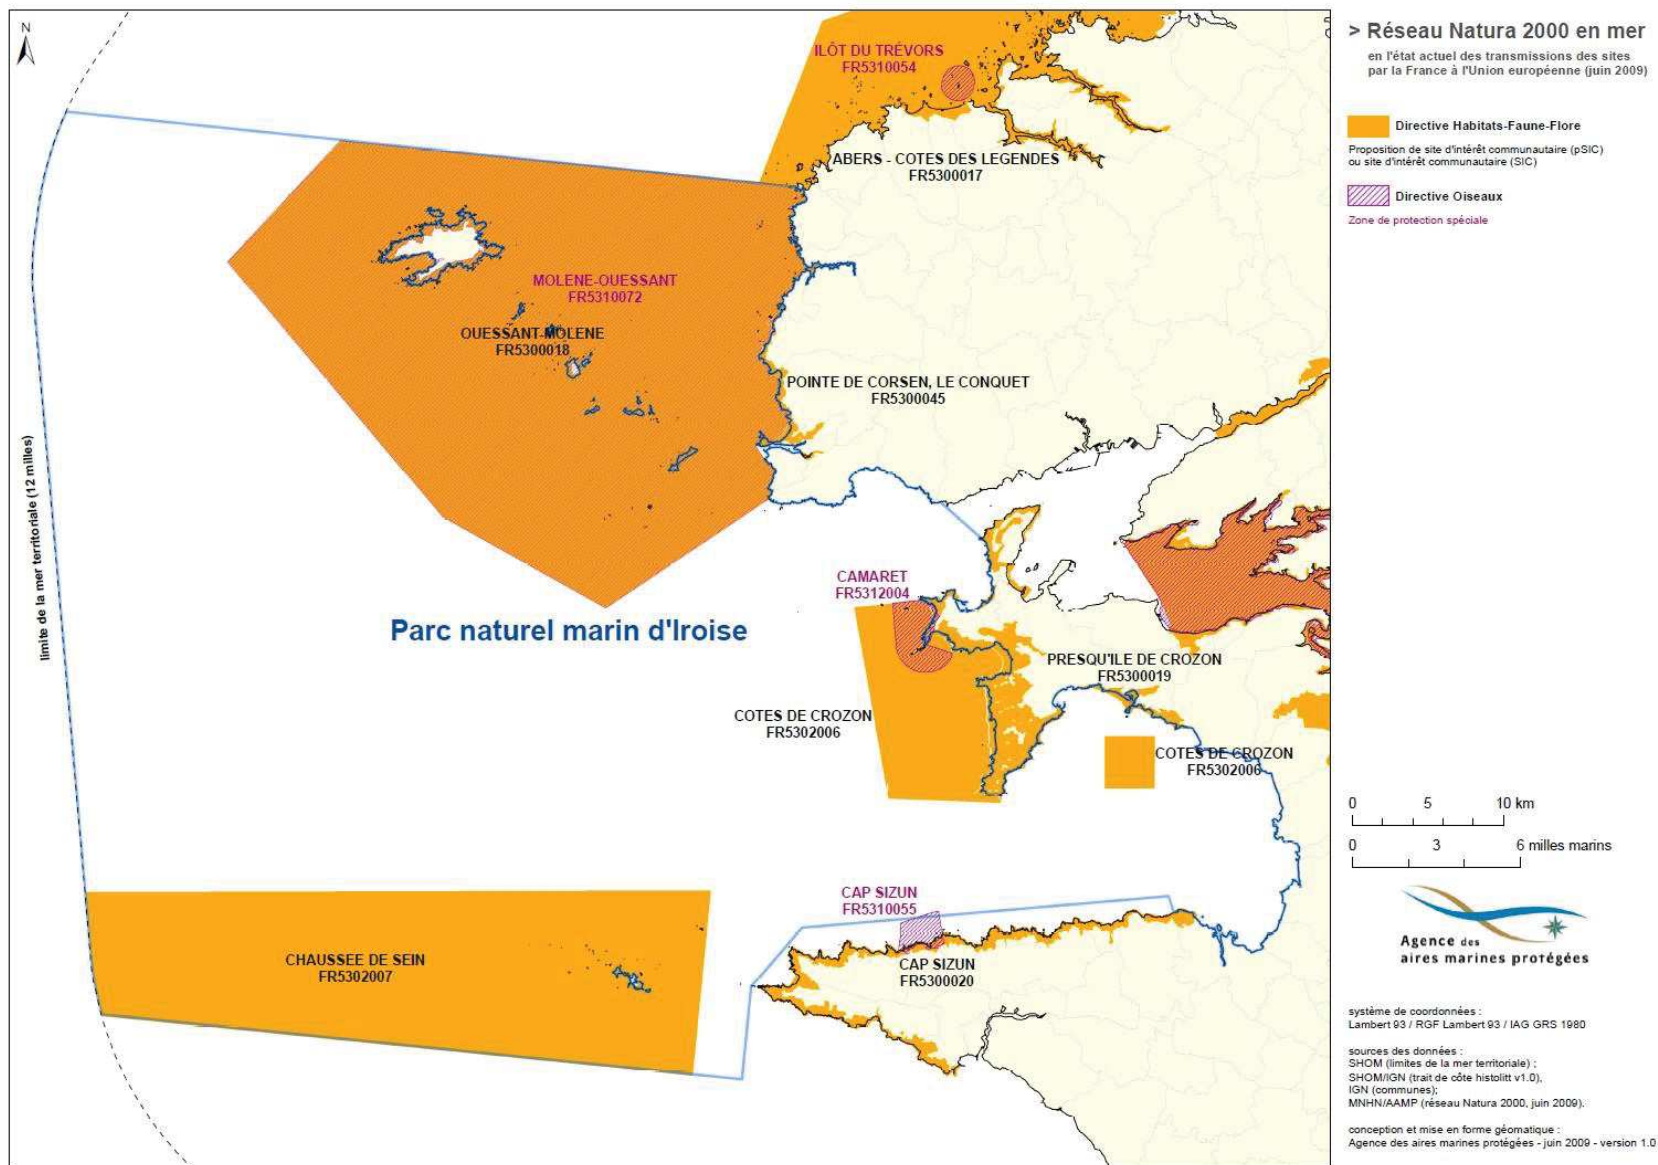 N
ILÔT DU TRÉVORS
FR5310054
ABERS - COTES DES LEGENDES
FR5300017
MOLENE-OUESSANT
FR5310072
OUESSANT-MOLENE
FR5300018
POINTE DE CORSEN, LE CONQUET
FR5300045
limite de la mer territoriale (12 milles)
CAMARET
FR5312004
Parc naturel marin d'Iroise
PRESQU'ILE DE CROZON
FR5300019
COTES DE CROZON
FR5302006
COTES DE CROZON
FR5302006
CAP SIZUN
FR5310055
CHAUSSEE DE SEIN
FR5302007
CAP SIZUN
FR5300020
> Réseau Natura 2000 en mer
en l'état actuel des transmissions des sites
par la France à l'Union européenne (juin 2009)
Directive Habitats-Faune-Flore
Proposition de site d'intérêt communautaire (pSIC)
ou site d'intérêt communautaire (SIC)
Directive Oiseaux
Zone de protection spéciale
0 5 10 km
0 3 6 milles marins
Agence des
aires marines protégées
système de coordonnées :
Lambert 93 / RGF Lambert 93 / IAG GRS 1980
sources des données :
SHOM (limites de la mer territoriale) ;
SHOM/IGN (trait de côte histolitt v1.0),
IGN (communes);
MNHN/AAMP (réseau Natura 2000, juin 2009).
conception et mise en forme géomatique :
Agence des aires marines protégées - juin 2009 - version 1.0